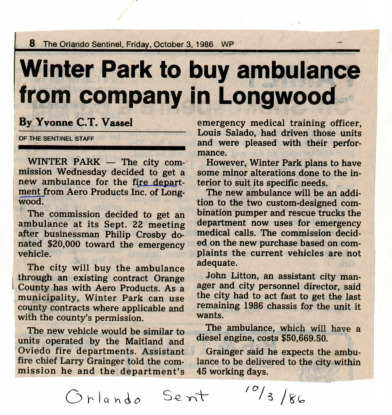 8 The Orlando Sentinel, Friday, October 3, 1986 WP
Winter Park to buy ambulance
from company in Longwood
By Yvonne C.T. Vassel
OF THE SENTINEL STAFF
WINTER PARK — The city com-
mission Wednesday decided to get a
new ambulance for the fire depart-
ment from Aero Products Inc. of Long-
wood.
The commission decided to get an
ambulance at its Sept. 22 meeting
after businessman Philip Crosby do-
nated $20,000 toward the emergency
vehicle.
The city will buy the ambulance
through an existing contract Orange
County has with Aero Products. As a
municipality, Winter Park can use
county contracts where applicable and
with the county's permission.
The new vehicle would be similar to
units operated by the Maitland and
Oviedo fire departments. Assistant
fire chief Larry Grainger told the com-
mission he and the department's
emergency medical training officer,
Louis Salado, had driven those units
and were pleased with their perfor-
mance.
However, Winter Park plans to have
some minor alterations done to the in-
terior to suit its specific needs.
The new ambulance will be an addi-
tion to the two custom-designed com-
bination pumper and rescue trucks the
department now uses for emergency
medical calls. The commission decid-
ed on the new purchase based on com-
plaints the current vehicles are not
adequate.
John Litton, an assistant city man-
ager and city personnel director, said
the city had to act fast to get the last
remaining 1986 chassis for the unit it
wants.
The ambulance, which will have a
diesel engine, costs $50,669.50.
Grainger said he expects the ambu-
lance to be delivered to the city within
45 working days.
Orlando Sent 10/3/86